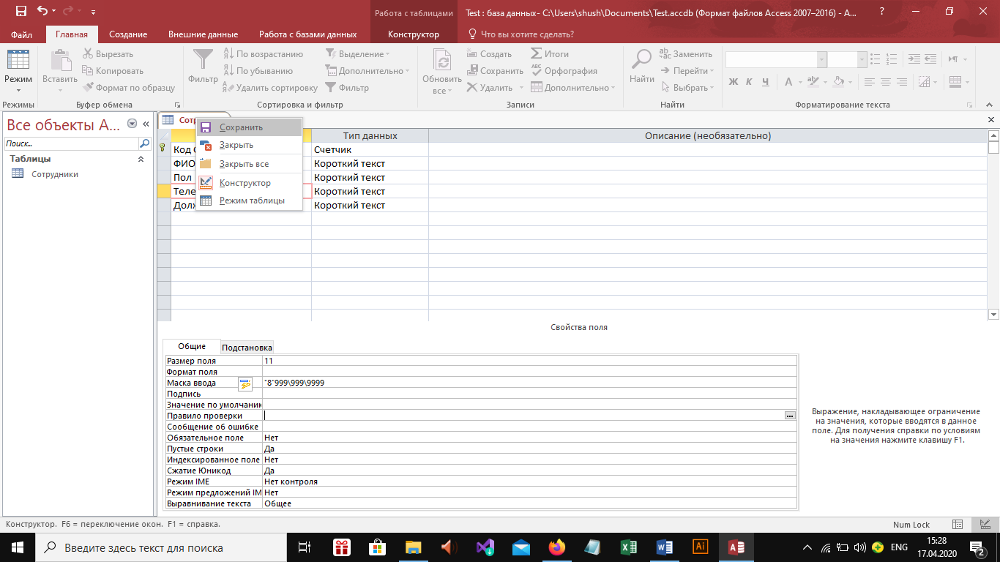 Работа с таблицами
Test : база данных- C:\Users\shush\Documents\Test.accdb (Формат файлов Access 2007–2016) - A...
?
Файл Главная Создание Внешние данные Работа с базами данных Конструктор Что вы хотите сделать?
Режим
Режимы
Вставить
Вырезать
Копировать
Формат по образцу
Буфер обмена
Фильтр
По возрастанию
По убыванию
Удалить сортировку
Выделение
Дополнительно
Фильтр
Сортировка и фильтр
Обновить
все
Создать
Сохранить
Удалить
Итоги
Орфография
Дополнительно
Записи
Найти
Заменить
Перейти
Выбрать
Найти
Ж К Ч
А
Форматирование текста
Все объекты A...
Поиск...
Таблицы
Сотрудники
Сот
Сохранить
Закрыть
Закрыть все
Конструктор
Режим таблицы
Тип данных Описание (необязательно)
Код Счетчик
ФИО Короткий текст
Пол Короткий текст
Теле Короткий текст
Долж Короткий текст
Свойства поля
Общие Подстановка
Размер поля 11
Формат поля
Маска ввода "8"999\999\9999
Подпись
Значение по умолчани
Правило проверки ...
Сообщение об ошибке
Обязательное поле Нет
Пустые строки Да
Индексированное поле Нет
Сжатие Юникод Да
Режим IME Нет контроля
Режим предложений IM Нет
Выравнивание текста Общее
Выражение, накладывающее ограничение
на значения, которые вводятся в данное
поле. Для получения справки по условиям
на значения нажмите клавишу F1.
Конструктор. F6 = переключение окон. F1 = справка.
Num Lock
Введите здесь текст для поиска
Ai
ENG
15:28
17.04.2020
2